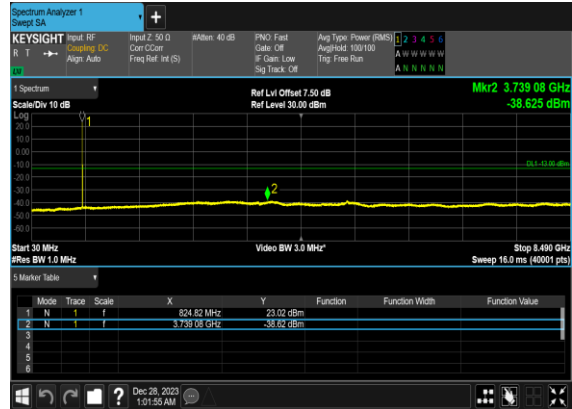 Spectrum Analyzer 1
Swept SA
+
KEYSIGHT Input: RF Input Z: 50 Ω #Atten: 40 dB PNO: Fast Avg Type: Power (RMS) 1 2 3 4 5 6
R T Coupling: DC Corr CCorr Gate: Off Avg|Hold: 100/100 A W W W W W
Align: Auto Freq Ref: Int (S) IF Gain: Low Trig: Free Run
Sig Track: Off A N N N N N
1 Spectrum Ref Lvl Offset 7.50 dB Mkr2 3.739 08 GHz
Scale/Div 10 dB Ref Level 30.00 dBm -38.625 dBm
Log
1
20.0
10.0
0.00
-10.0
DL1 -13.00 dBm
-20.0
-30.0
2
-40.0
-50.0
-60.0
Start 30 MHz Video BW 3.0 MHz* Stop 8.490 GHz
#Res BW 1.0 MHz Sweep 16.0 ms (40001 pts)
5 Marker Table
Mode Trace Scale X Y Function Function Width Function Value
1 N 1 f 824.82 MHz 23.02 dBm
2 N 1 f 3.739 08 GHz -38.62 dBm
3
4
5
6
? Dec 28, 2023
1:01:55 AM